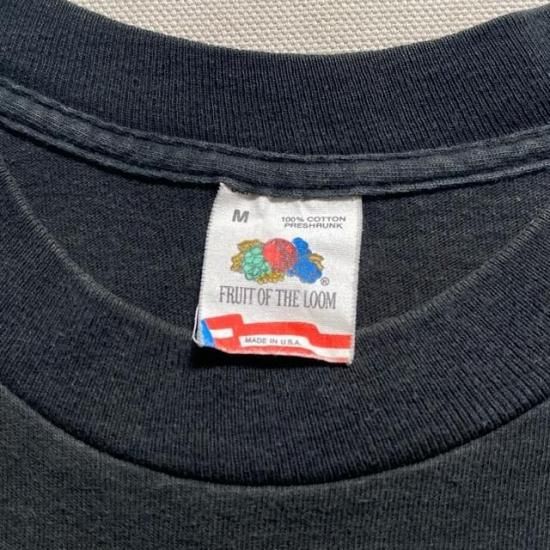 M
100% COTTON
PRESHRUNK
®
FRUIT OF THE LOOM
MADE IN U.S.A.